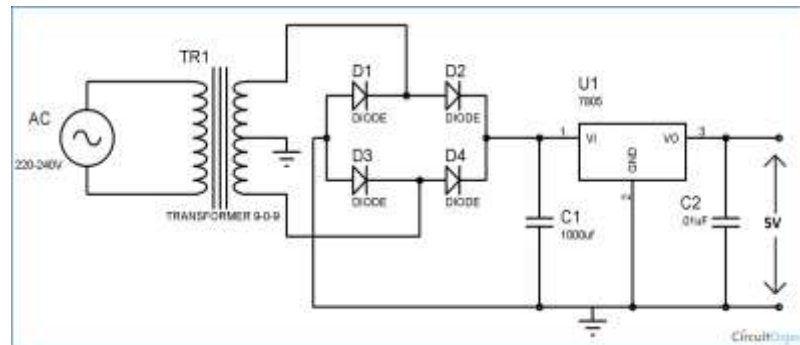 TR1
AC
220-240V
TRANSFORMER 9-0-9
D1
DIODE
D2
DIODE
D3
DIODE
D4
DIODE
U1
7805
1
VI
VO
3
GND
2
C1
1000uf
C2
.01uF
5V